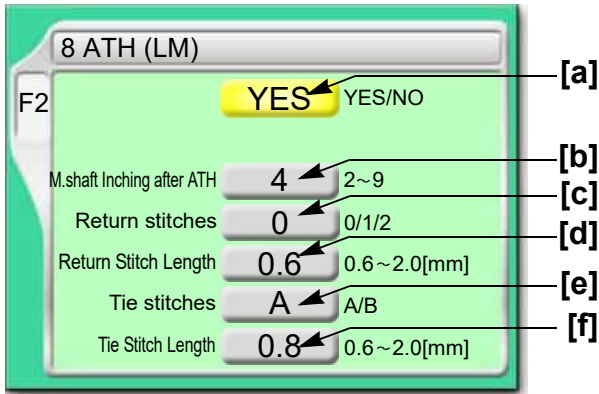 8 ATH (LM)
F2
YES YES/NO [a]
M.shaft Inching after ATH 4 2~9 [b]
Return stitches 0 0/1/2 [c]
Return Stitch Length 0.6 0.6~2.0[mm] [d]
Tie stitches A A/B [e]
Tie Stitch Length 0.8 0.6~2.0[mm] [f]